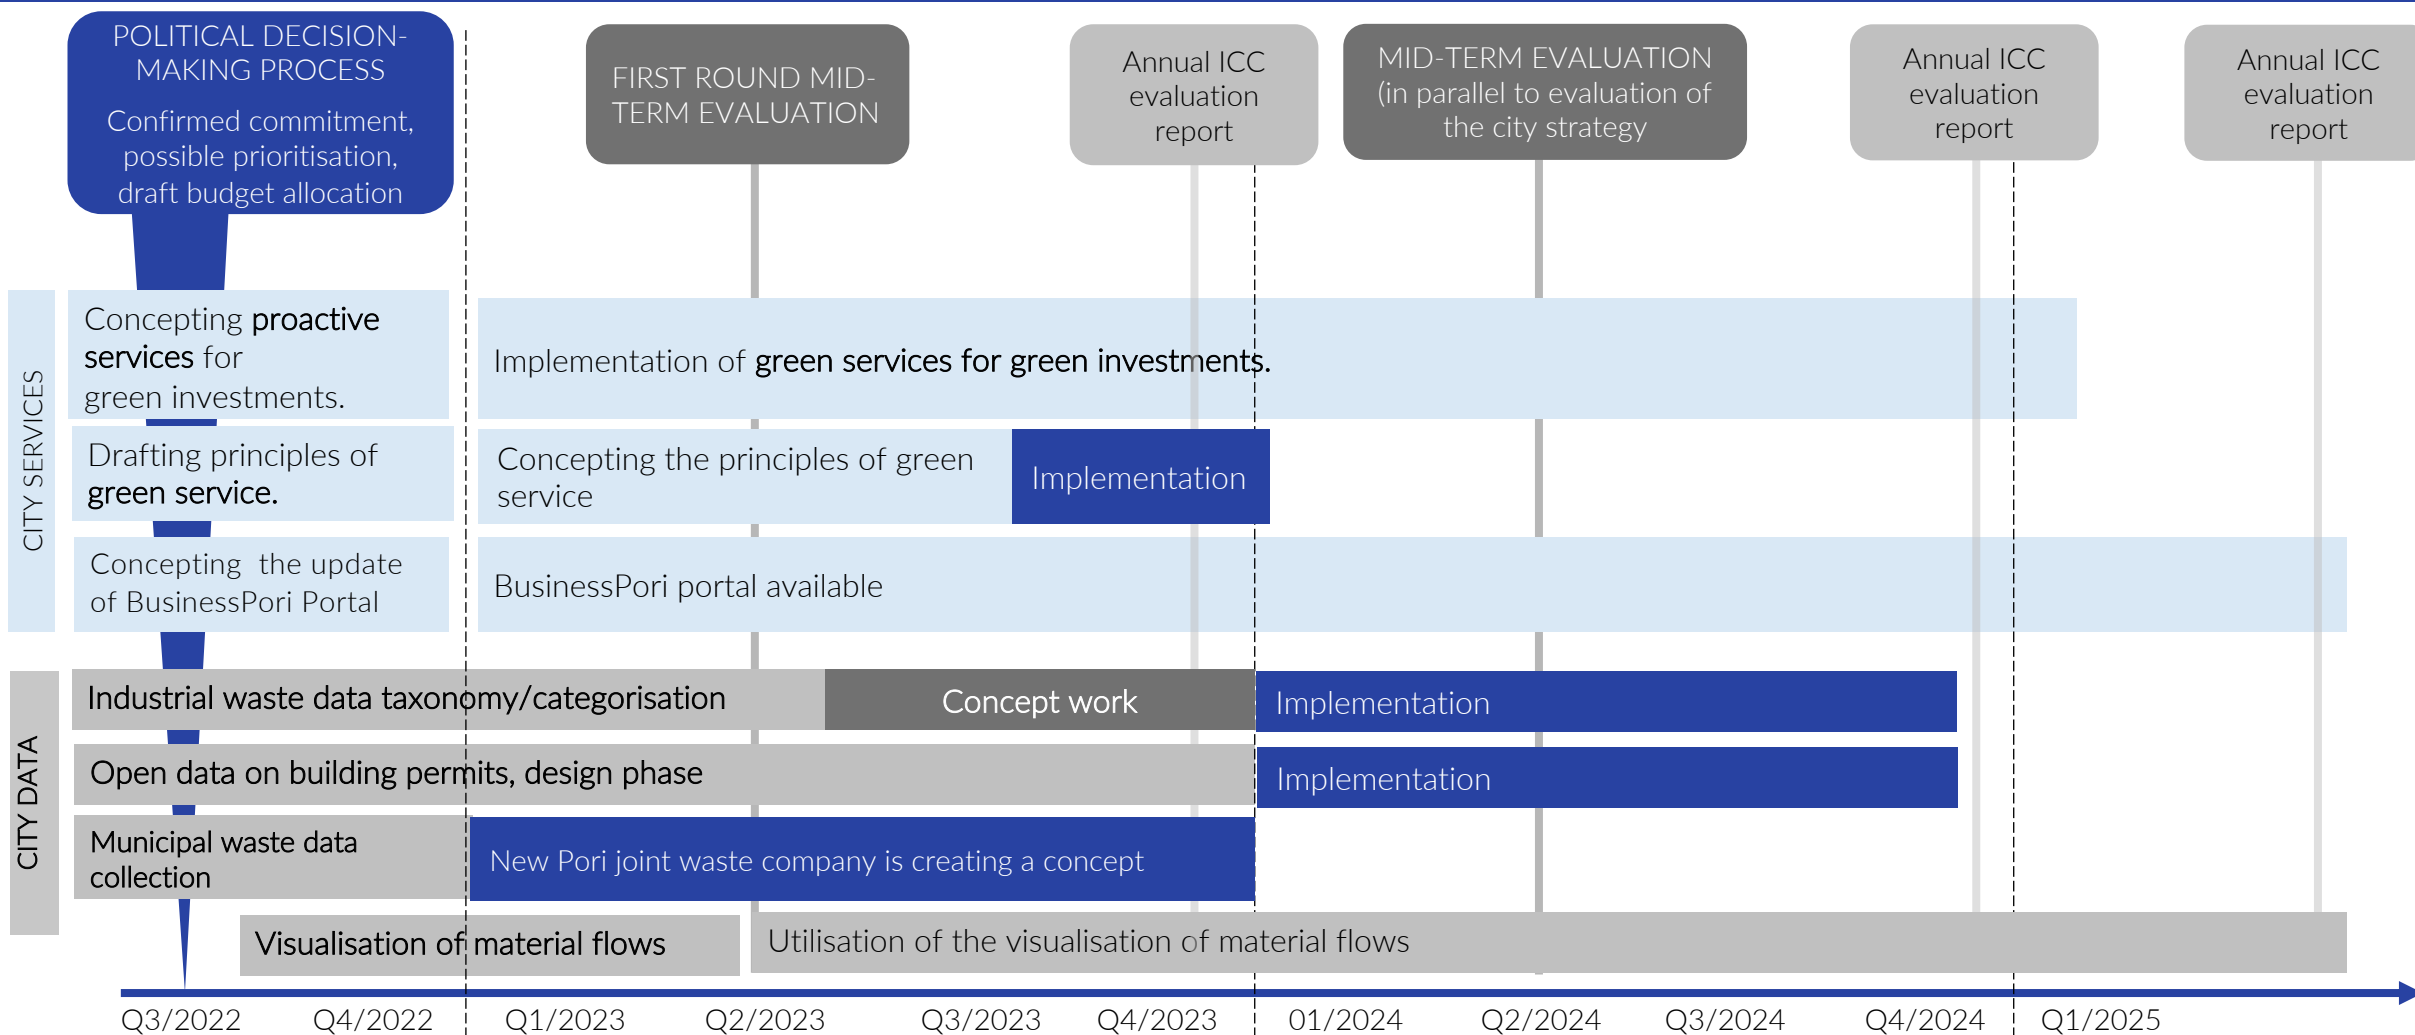 POLITICAL DECISION-
MAKING PROCESS
Confirmed commitment,
possible prioritisation,
draft budget allocation
FIRST ROUND MID-
TERM EVALUATION
Annual ICC
evaluation
report
MID-TERM EVALUATION
(in parallel to evaluation of
the city strategy
Annual ICC
evaluation
report
Annual ICC
evaluation
report
CITY SERVICES
Concepting proactive
services for
green investments.
Implementation of green services for green investments.
Drafting principles of
green service.
Concepting the principles of green
service
Implementation
Concepting  the update
of BusinessPori Portal
BusinessPori portal available
CITY DATA
Industrial waste data taxonomy/categorisation
Concept work
Implementation
Open data on building permits, design phase
Implementation
Municipal waste data
collection
New Pori joint waste company is creating a concept
Visualisation of material flows
Utilisation of the visualisation of material flows
Q3/2022
Q4/2022
Q1/2023
Q2/2023
Q3/2023
Q4/2023
01/2024
Q2/2024
Q3/2024
Q4/2024
Q1/2025